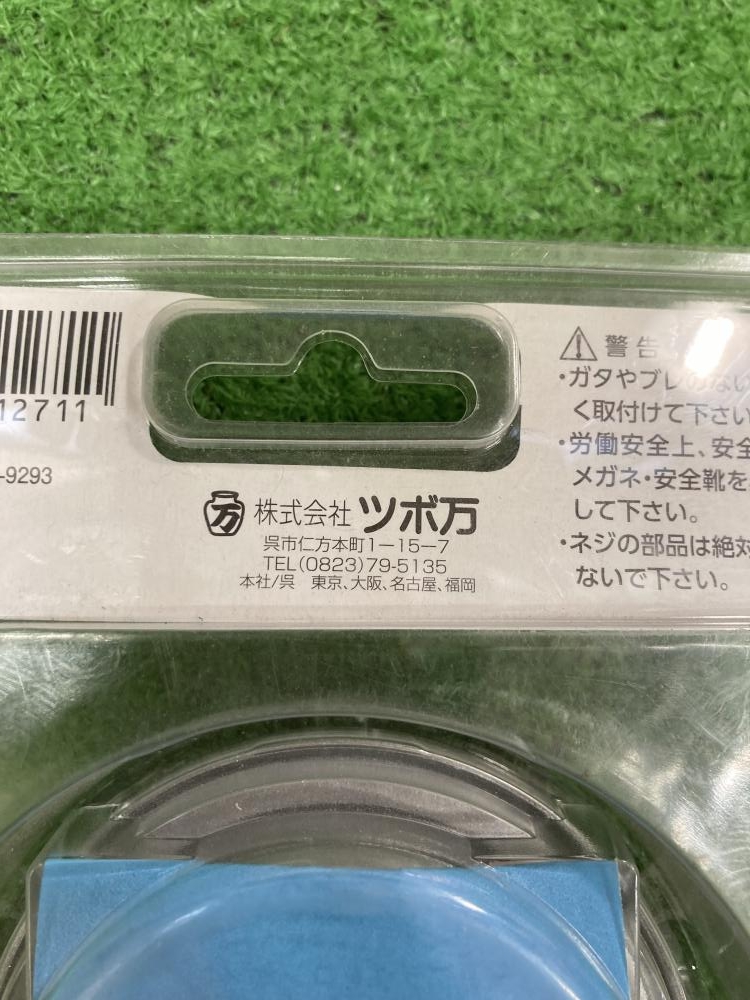 12711
-9293
万 株式会社 ツボ万
呉市仁方本町1-15-7
TEL(0823)79-5135
本社/呉 東京、大阪、名古屋、福岡
警告
・ガタやブレのない
く取付けて下さい
・労働安全上、安全
メガネ・安全靴を
して下さい。
・ネジの部品は絶対
ないで下さい。